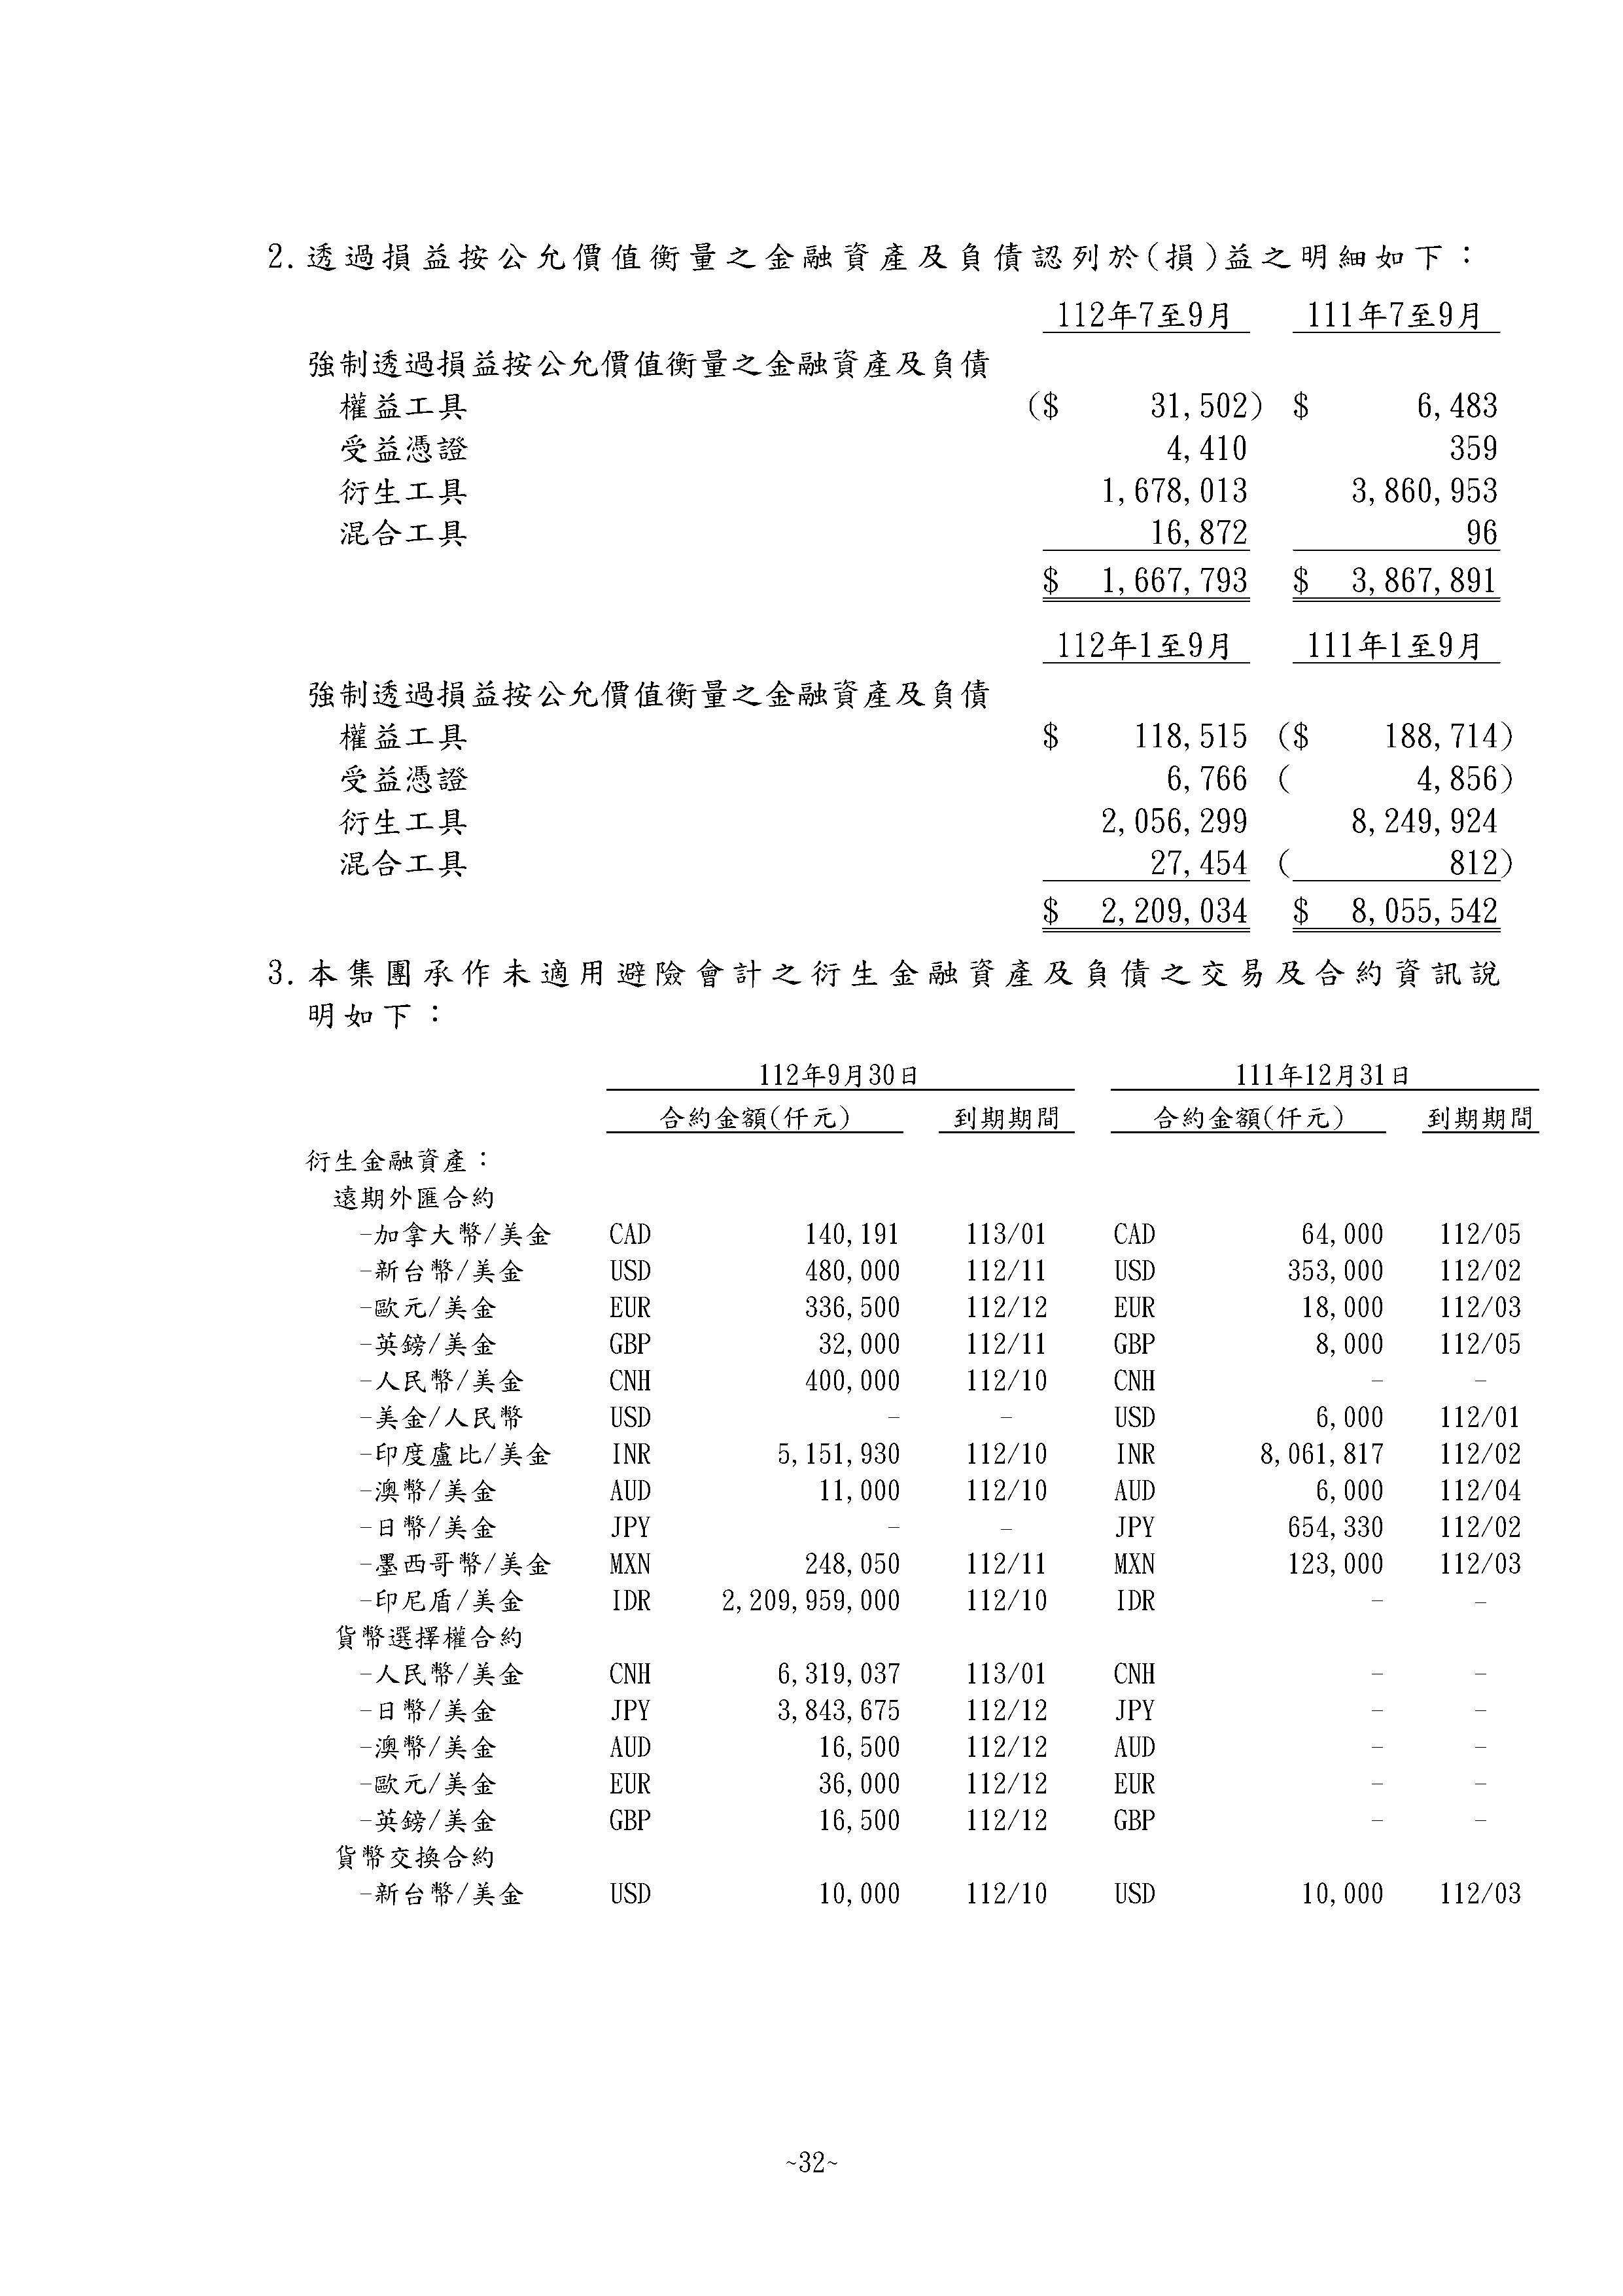 2.透過損益按公允價值衡量之金融資產及負債認列於(損)益之明細如下：
112年7至9月 111年7至9月
強制透過損益按公允價值衡量之金融資產及負債
權益工具 ($ 31,502) $ 6,483
受益憑證 4,410 359
衍生工具 1,678,013 3,860,953
混合工具 16,872 96
$ 1,667,793 $ 3,867,891
112年1至9月 111年1至9月
強制透過損益按公允價值衡量之金融資產及負債
權益工具 $ 118,515 ($ 188,714)
受益憑證 6,766 ( 4,856)
衍生工具 2,056,299 8,249,924
混合工具 27,454 ( 812)
$ 2,209,034 $ 8,055,542
3.本集團承作未適用避險會計之衍生金融資產及負債之交易及合約資訊說
明如下：
112年9月30日 111年12月31日
合約金額(仟元) 到期期間 合約金額(仟元) 到期期間
衍生金融資產：
遠期外匯合約
-加拿大幣/美金 CAD 140,191 113/01 CAD 64,000 112/05
-新台幣/美金 USD 480,000 112/11 USD 353,000 112/02
-歐元/美金 EUR 336,500 112/12 EUR 18,000 112/03
-英鎊/美金 GBP 32,000 112/11 GBP 8,000 112/05
-人民幣/美金 CNH 400,000 112/10 CNH - -
-美金/人民幣 USD - - USD 6,000 112/01
-印度盧比/美金 INR 5,151,930 112/10 INR 8,061,817 112/02
-澳幣/美金 AUD 11,000 112/10 AUD 6,000 112/04
-日幣/美金 JPY - - JPY 654,330 112/02
-墨西哥幣/美金 MXN 248,050 112/11 MXN 123,000 112/03
-印尼盾/美金 IDR 2,209,959,000 112/10 IDR - -
貨幣選擇權合約
-人民幣/美金 CNH 6,319,037 113/01 CNH - -
-日幣/美金 JPY 3,843,675 112/12 JPY - -
-澳幣/美金 AUD 16,500 112/12 AUD - -
-歐元/美金 EUR 36,000 112/12 EUR - -
-英鎊/美金 GBP 16,500 112/12 GBP - -
貨幣交換合約
-新台幣/美金 USD 10,000 112/10 USD 10,000 112/03
~32~